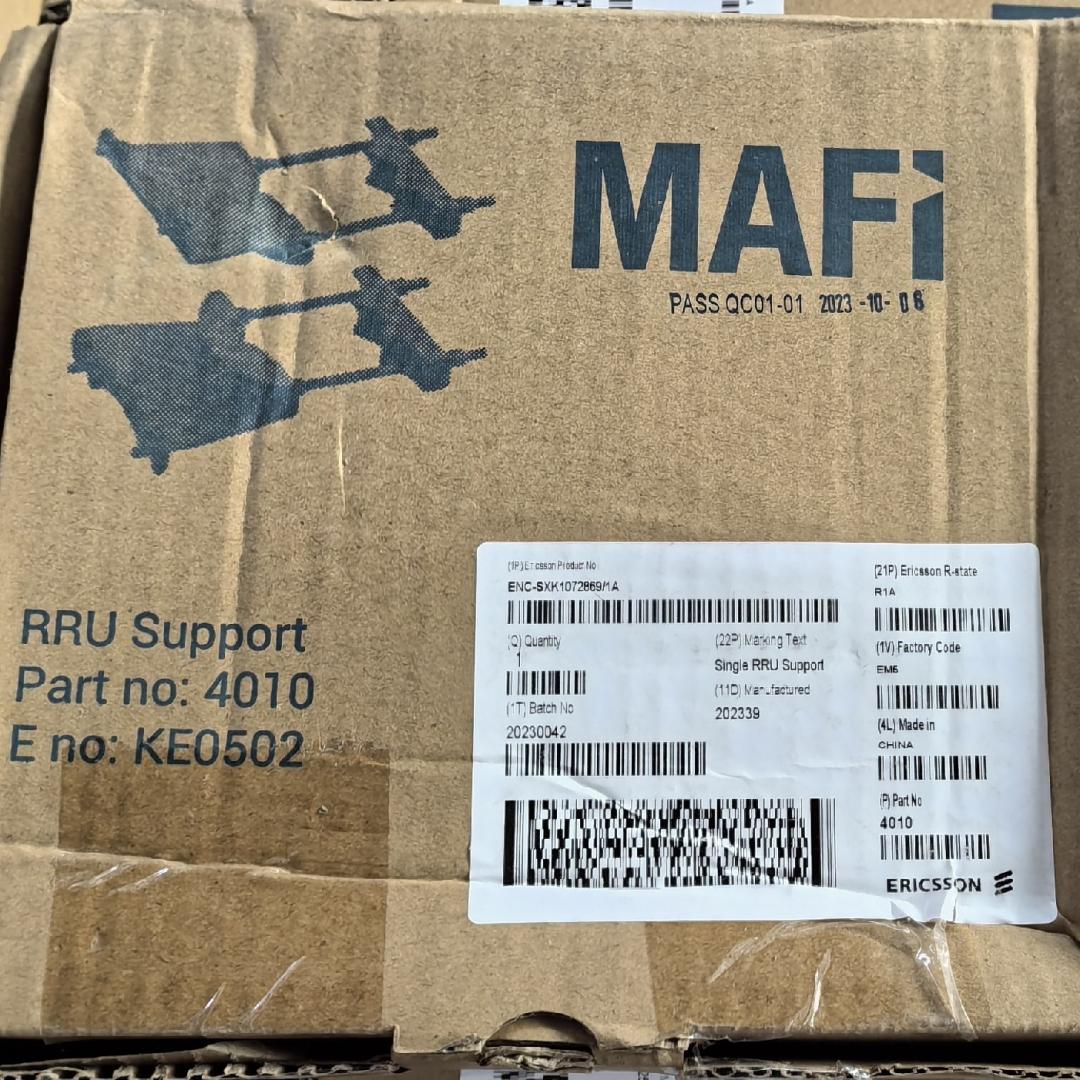 MAFi
PASS QC01-01 2023-10-08
RRU Support
Part no: 4010
E no: KE0502
(1P) Ericsson Product No
ENC-SXK1072869/1A
(Q) Quantity
1
(1T) Batch No
20230042
(22P) Marking Text
Single RRU Support
(11D) Manufactured
202339
(21P) Ericsson R-state
R1A
(1V) Factory Code
EM6
(4L) Made in
CHINA
(P) Part No
4010
ERICSSON